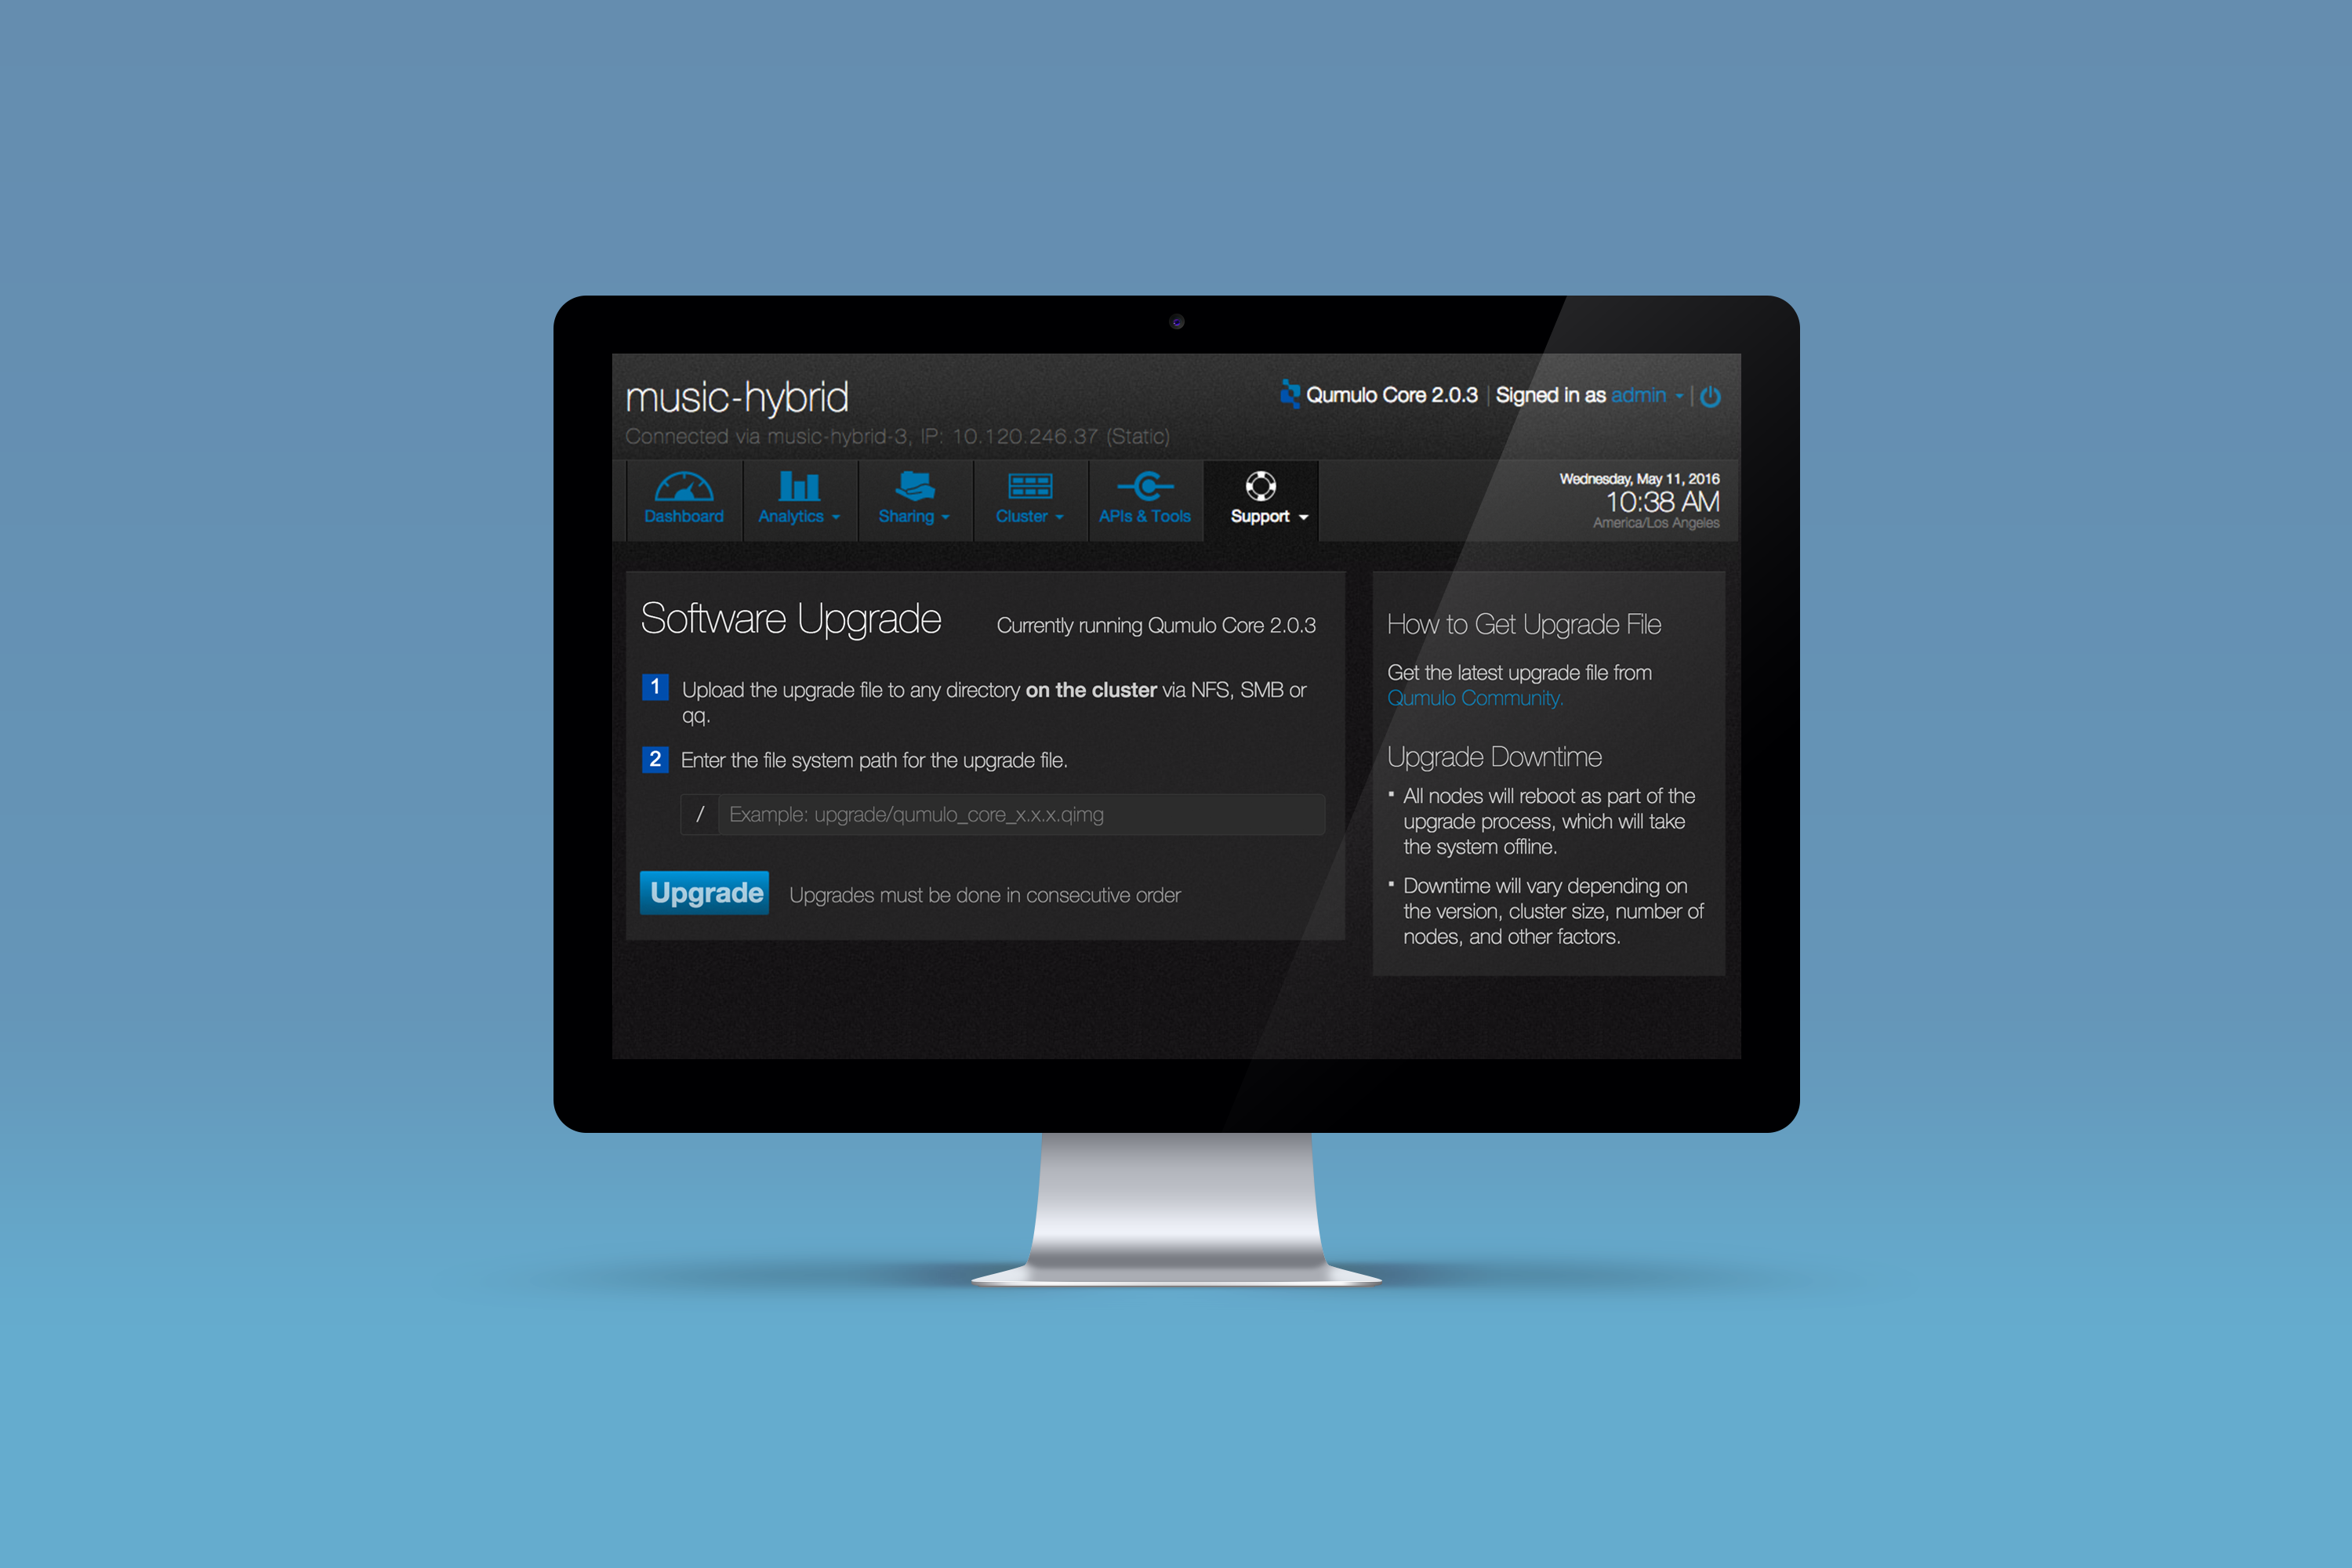 music-hybrid
Qumulo Core 2.0.3 | Signed in as admin
Connected via music-hybrid-3, IP: 10.120.246.37 (Static)
Dashboard
Analytics
Sharing
Cluster
APIs & Tools
Support
Wednesday, May 11, 2016
10:38 AM
America/Los Angeles
Software Upgrade
Currently running Qumulo Core 2.0.3
1 Upload the upgrade file to any directory on the cluster via NFS, SMB or
qq.
2 Enter the file system path for the upgrade file.
/ Example: upgrade/qumulo_core_x.x.x.qimg
Upgrade
Upgrades must be done in consecutive order
How to Get Upgrade File
Get the latest upgrade file from
Qumulo Community.
Upgrade Downtime
▪ All nodes will reboot as part of the
upgrade process, which will take
the system offline.
▪ Downtime will vary depending on
the version, cluster size, number of
nodes, and other factors.